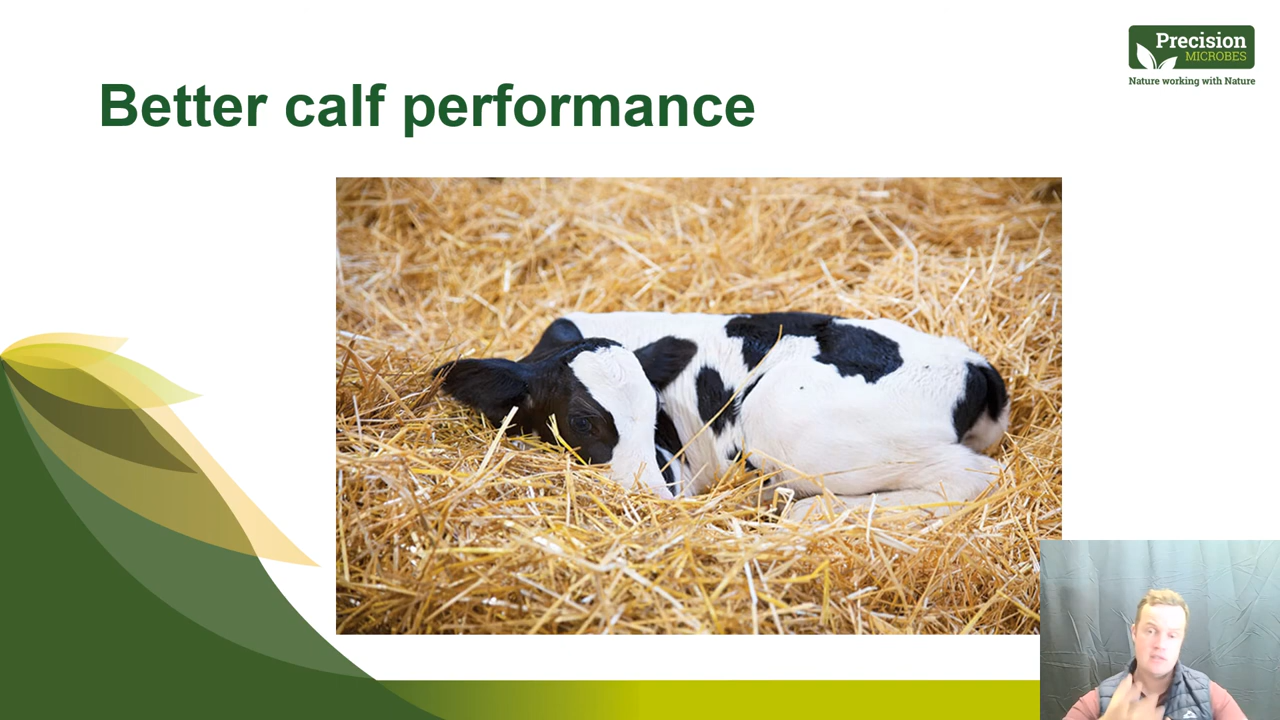 Precision
MICROBES
Nature working with Nature
Better calf performance